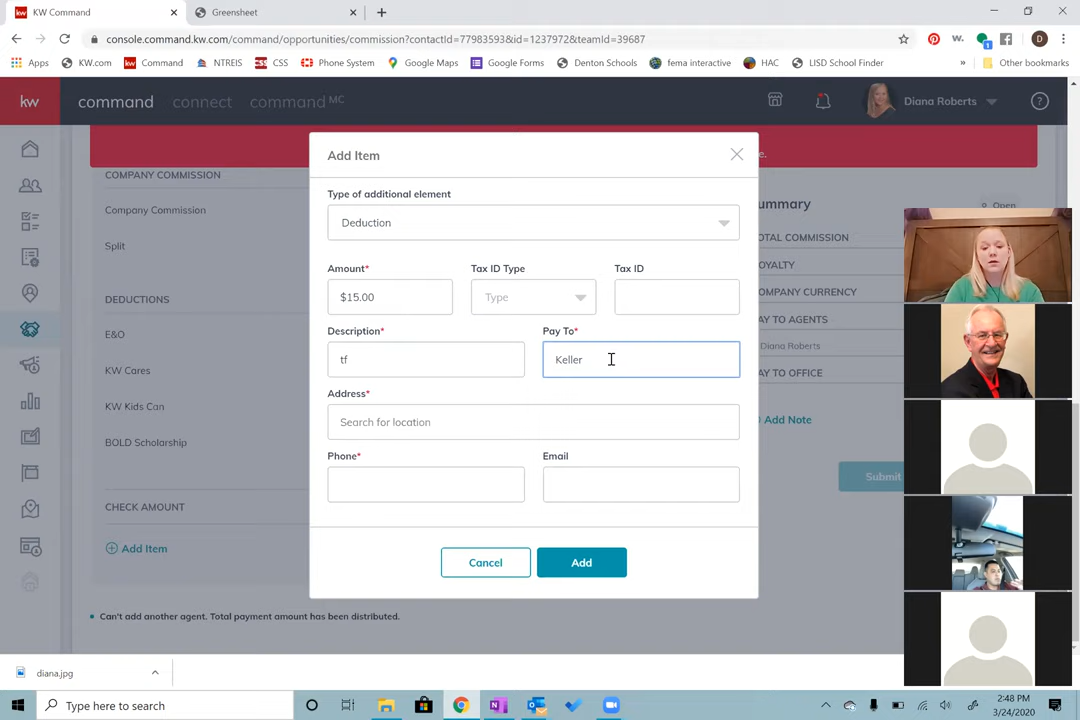 KW Command
Greensheet
console.command.kw.com/command/opportunities/commission?contactId=77983593&id=1237972&teamId=39687
D
Apps KW.com Command NTREIS CSS Phone System Google Maps Google Forms Denton Schools fema interactive HAC LISD School Finder » Other bookmarks
kw command connect command MC Diana Roberts ?
e.
COMPANY COMMISSION
Company Commission
Split
DEDUCTIONS
E&O
KW Cares
KW Kids Can
BOLD Scholarship
CHECK AMOUNT
Add Item
Can't add another agent. Total payment amount has been distributed.
Add Item
Type of additional element
Deduction
Amount* Tax ID Type Tax ID
$15.00 Type
Description* Pay To*
tf Keller
Address*
Search for location
Phone* Email
Cancel Add
ummary
Open
OTAL COMMISSION
OYALTY
OMPANY CURRENCY
AY TO AGENTS
Diana Roberts
AY TO OFFICE
Add Note
Submit
diana.jpg
Type here to search
2:48 PM
3/24/2020